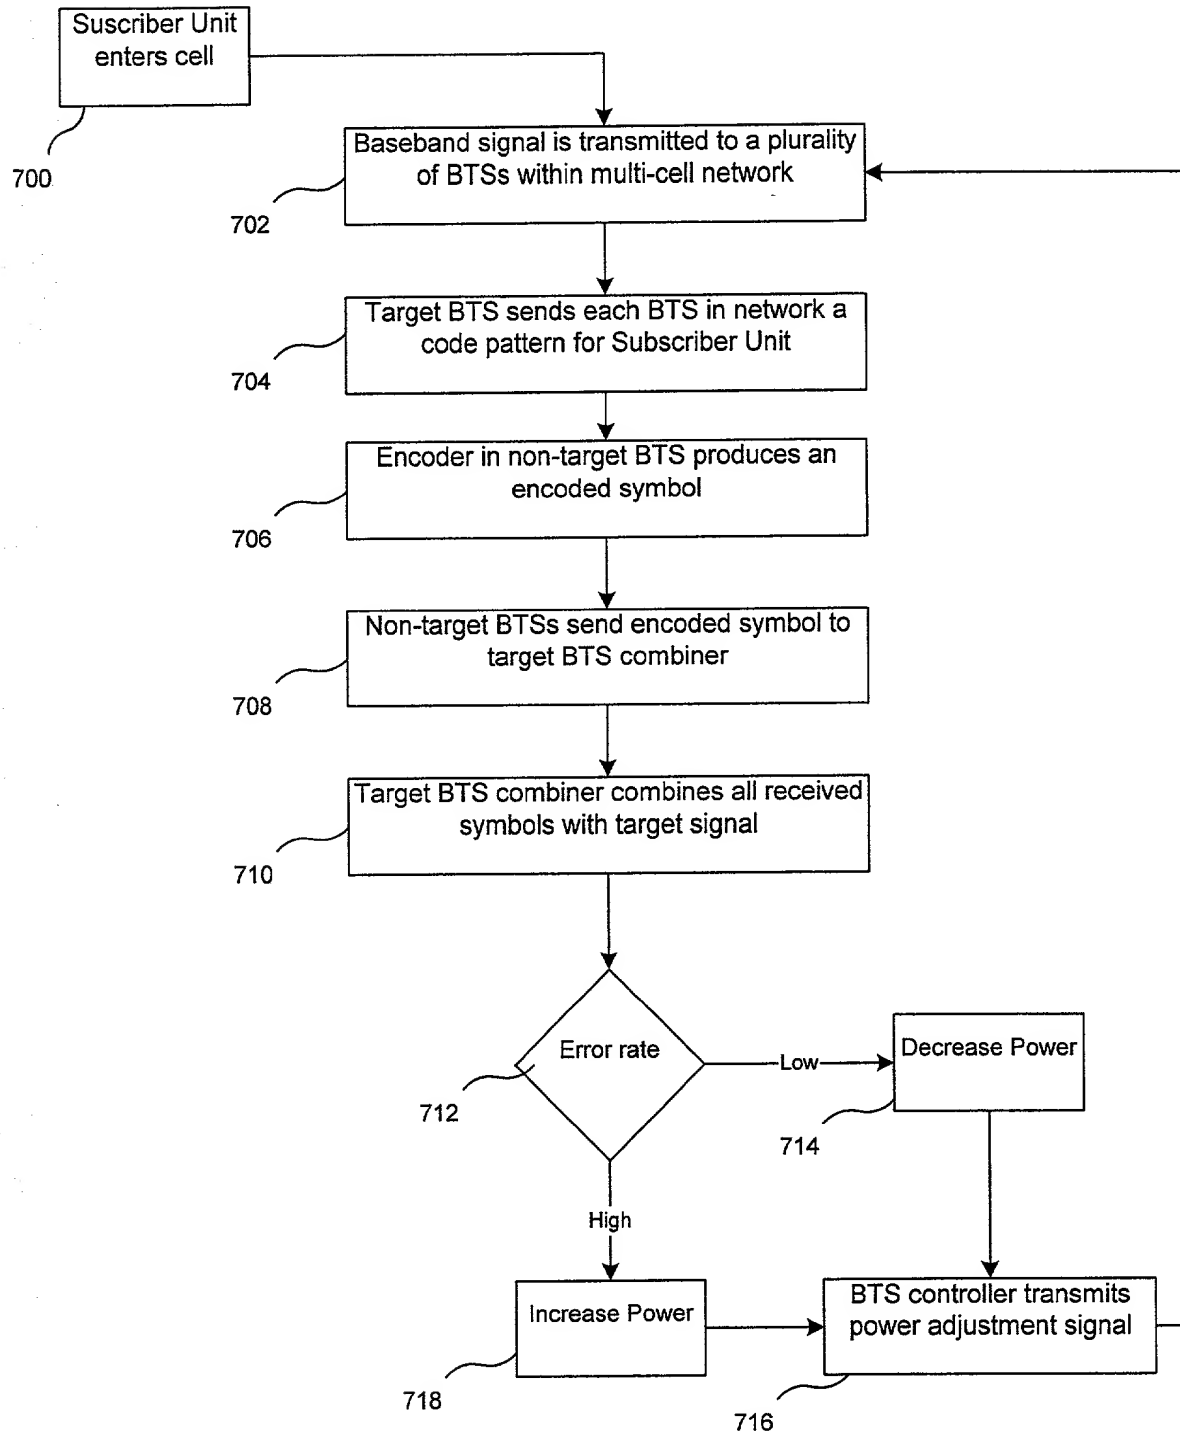 Suscriber Unit
enters cell
700
Baseband signal is transmitted to a plurality
of BTSs within multi-cell network
702
Target BTS sends each BTS in network a
code pattern for Subscriber Unit
704
Encoder in non-target BTS produces an
encoded symbol
706
Non-target BTSs send encoded symbol to
target BTS combiner
708
Target BTS combiner combines all received
symbols with target signal
710
Error rate
712
Low
Decrease Power
714
High
Increase Power
718
BTS controller transmits
power adjustment signal
716